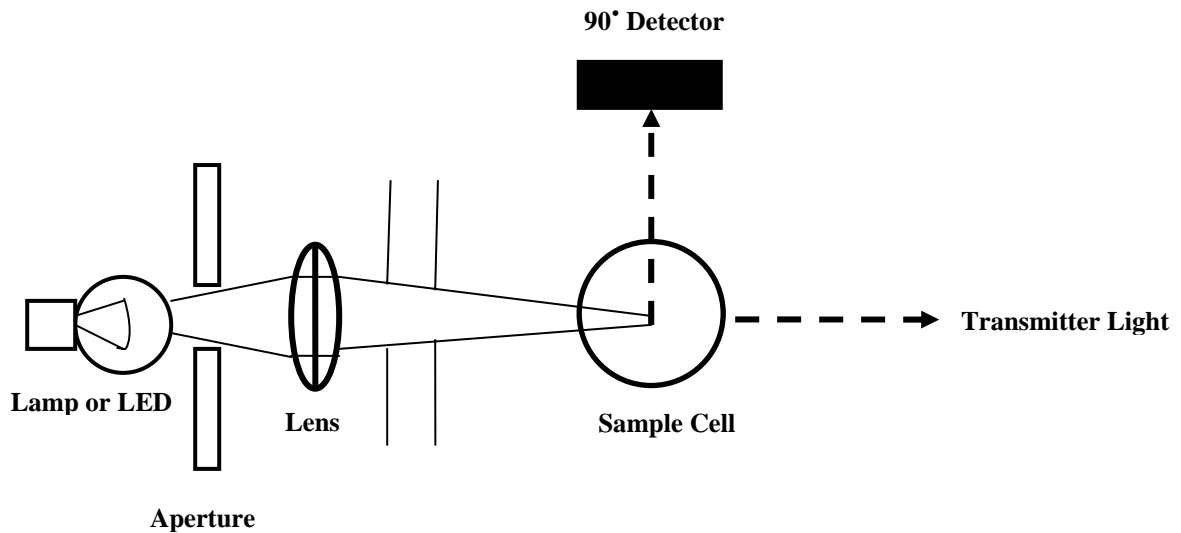 90˚ Detector
Transmitter Light
Lamp or LED
Lens
Sample Cell
Aperture